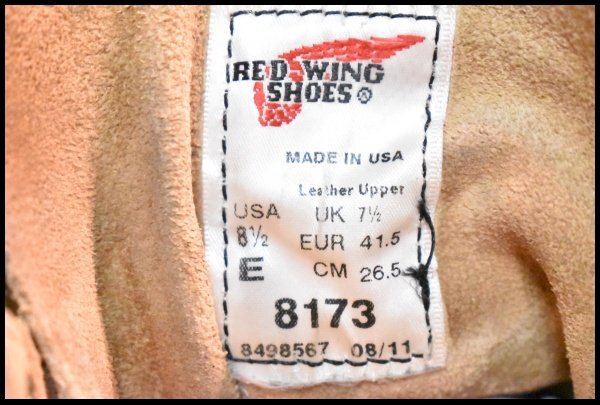 RED WING
SHOES®
MADE IN USA
Leather Upper
USA UK 7½
8½ EUR 41.5
E CM 26.5
8173
8498567 08/11